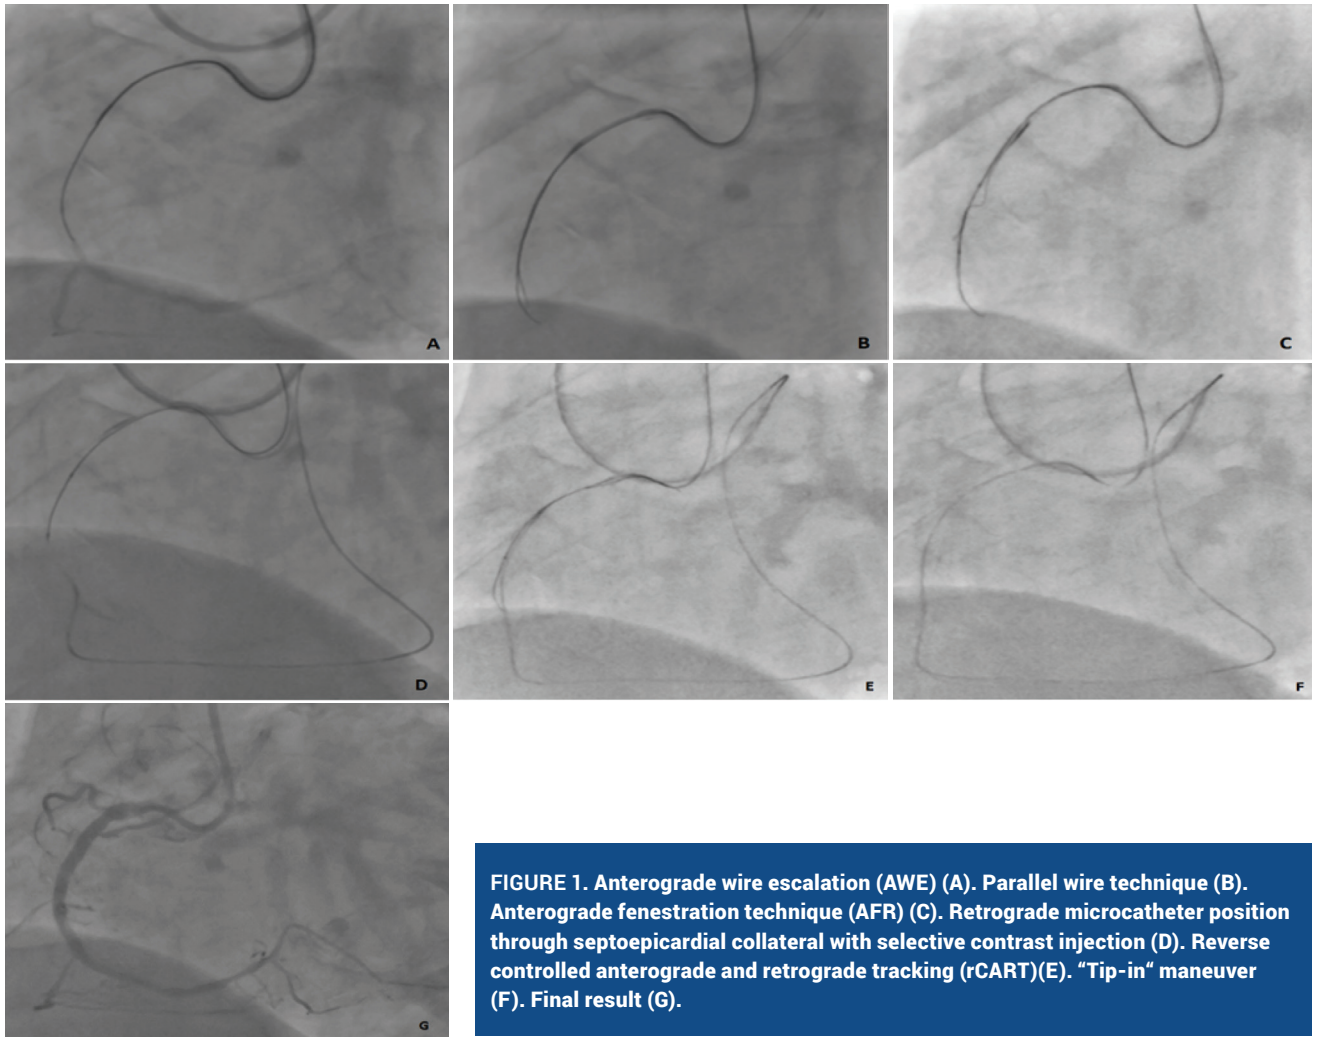 A
B
C
D
E
F
G
FIGURE 1. Anterograde wire escalation (AWE) (A). Parallel wire technique (B).
Anterograde fenestration technique (AFR) (C). Retrograde microcatheter position
through septoepicardial collateral with selective contrast injection (D). Reverse
controlled anterograde and retrograde tracking (rCART)(E). “Tip-in“ maneuver
(F). Final result (G).